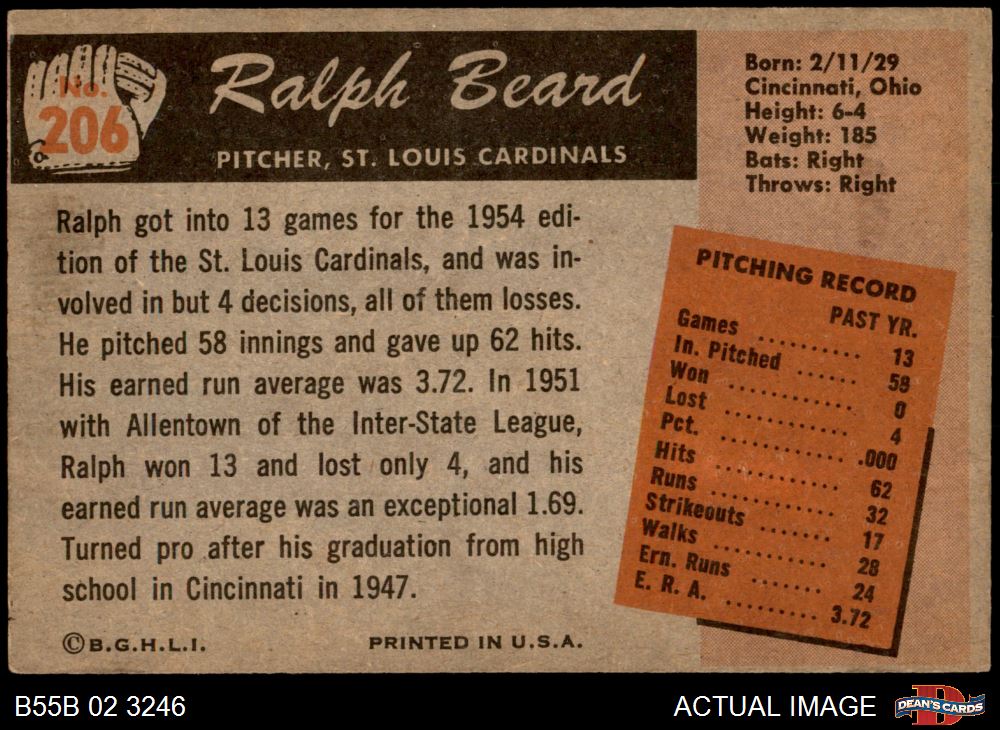 No.
206
Ralph Beard
PITCHER, ST. LOUIS CARDINALS
Born: 2/11/29
Cincinnati, Ohio
Height: 6-4
Weight: 185
Bats: Right
Throws: Right
Ralph got into 13 games for the 1954 edi-
tion of the St. Louis Cardinals, and was in-
volved in but 4 decisions, all of them losses.
He pitched 58 innings and gave up 62 hits.
His earned run average was 3.72. In 1951
with Allentown of the Inter-State League,
Ralph won 13 and lost only 4, and his
earned run average was an exceptional 1.69.
Turned pro after his graduation from high
school in Cincinnati in 1947.
PITCHING RECORD
PAST YR.
Games .......... 13
In. Pitched ...... 58
Won ............ 0
Lost ............ 4
Pct. ............ .000
Hits ............ 62
Runs ............ 32
Strikeouts ....... 17
Walks .......... 28
Ern. Runs ....... 24
E. R. A. .......... 3.72
©B.G.H.L.I. PRINTED IN U.S.A.
B55B 02 3246 ACTUAL IMAGE DEAN'S CARDS